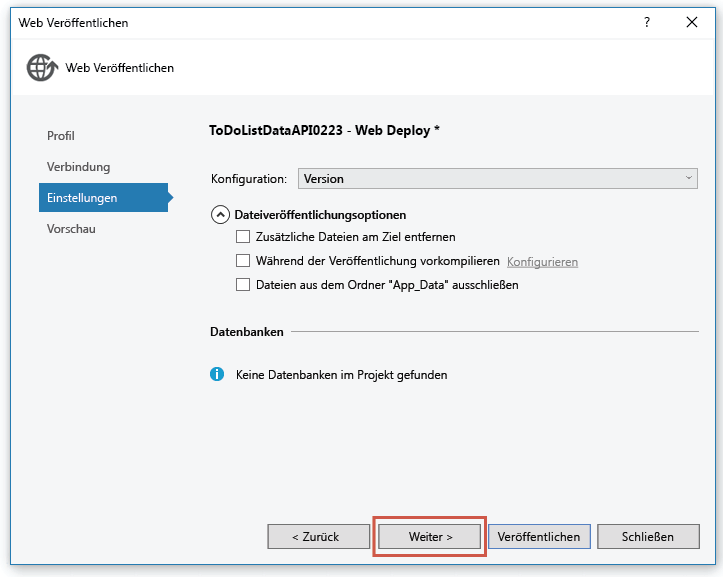 Web Veröffentlichen ?
Web Veröffentlichen
Profil
Verbindung
Einstellungen
Vorschau
ToDoListDataAPI0223 - Web Deploy *
Konfiguration: Version
Dateiveröffentlichungsoptionen
Zusätzliche Dateien am Ziel entfernen
Während der Veröffentlichung vorkompilieren Konfigurieren
Dateien aus dem Ordner "App_Data" ausschließen
Datenbanken
Keine Datenbanken im Projekt gefunden
< Zurück Weiter > Veröffentlichen Schließen